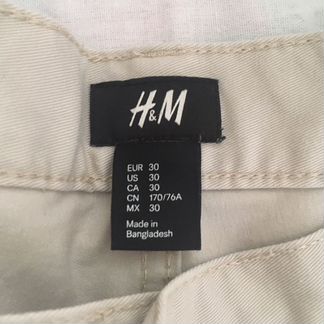 H&M
EUR 30
US 30
CA 30
CN 170/76A
MX 30
Made in
Bangladesh